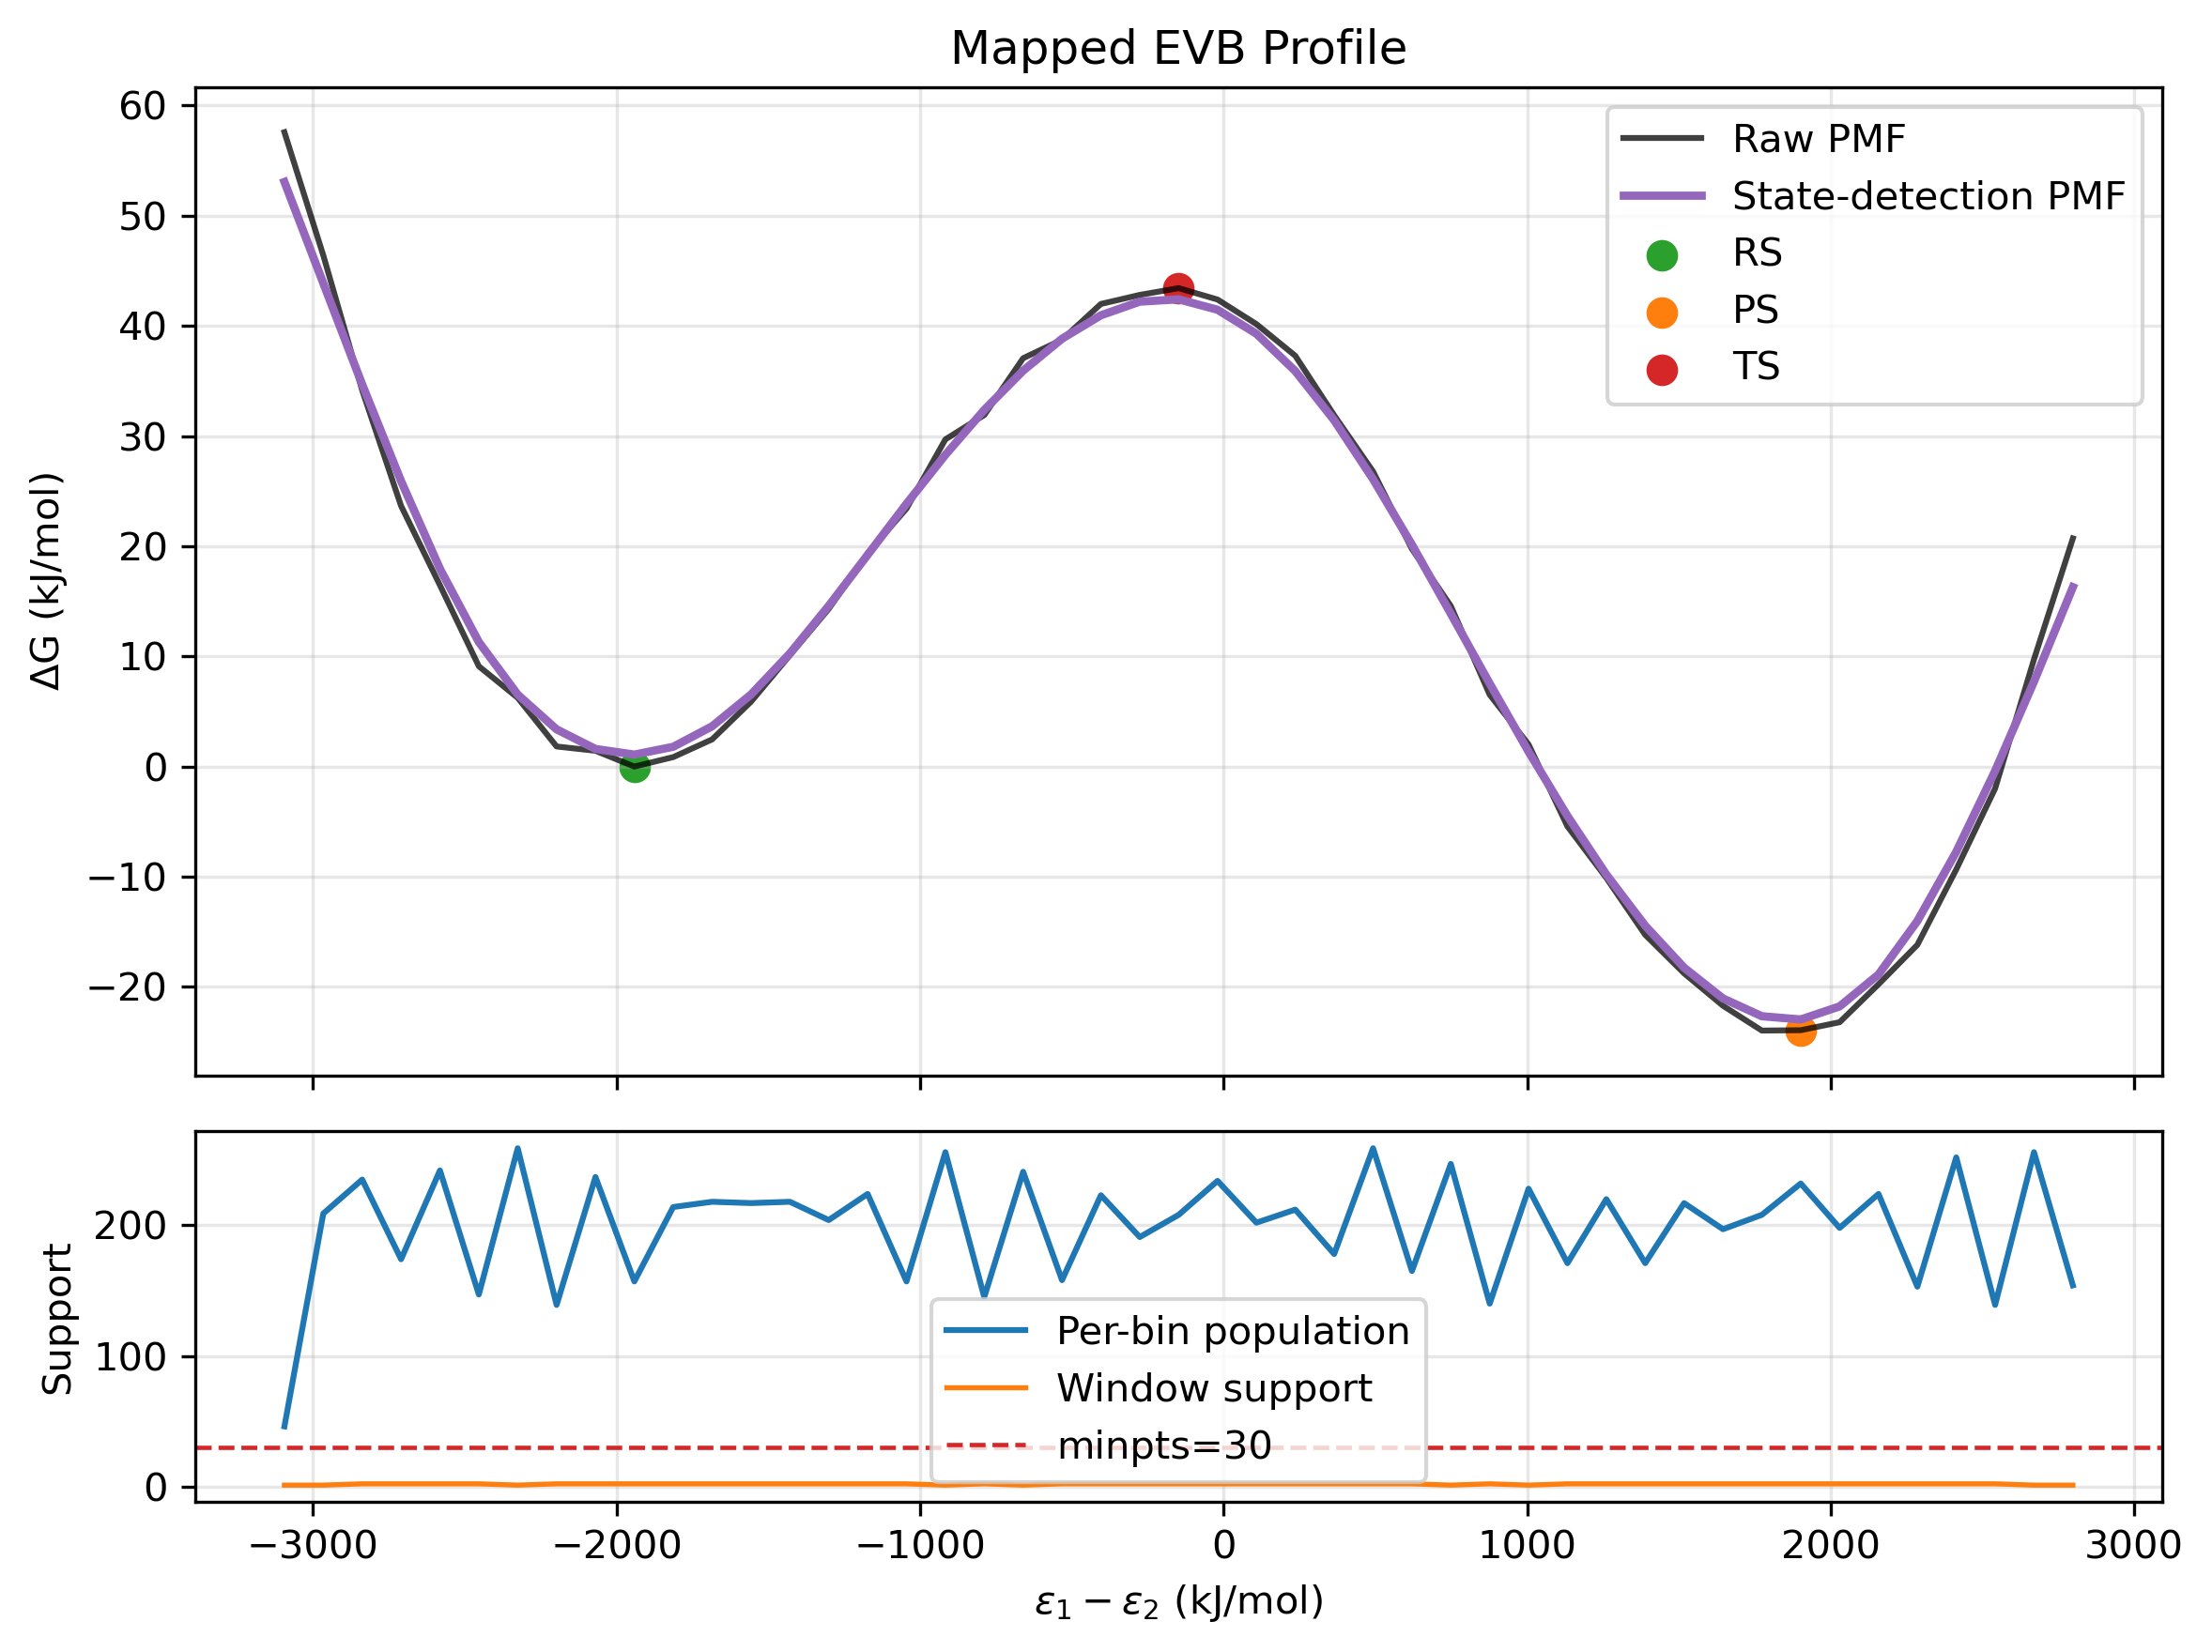 Mapped EVB Profile
60
50
40
30
20
10
0
−10
−20
ΔG (kJ/mol)
Raw PMF
State-detection PMF
RS
PS
TS
200
100
0
Support
Per-bin population
Window support
minpts=30
−3000 −2000 −1000 0 1000 2000 3000
ε₁ − ε₂ (kJ/mol)